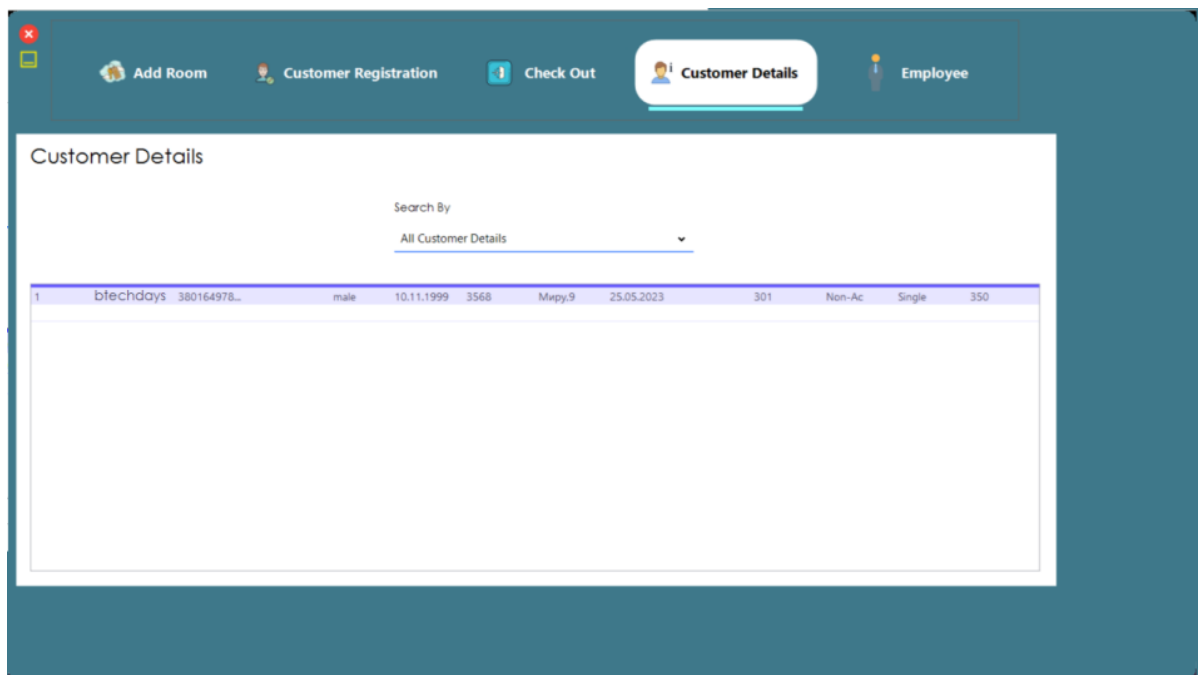 Add Room Customer Registration Check Out Customer Details Employee
Customer Details
Search By
All Customer Details
1 btechdays 380164978... male 10.11.1999 3568 Миру,9 25.05.2023 301 Non-Ac Single 350